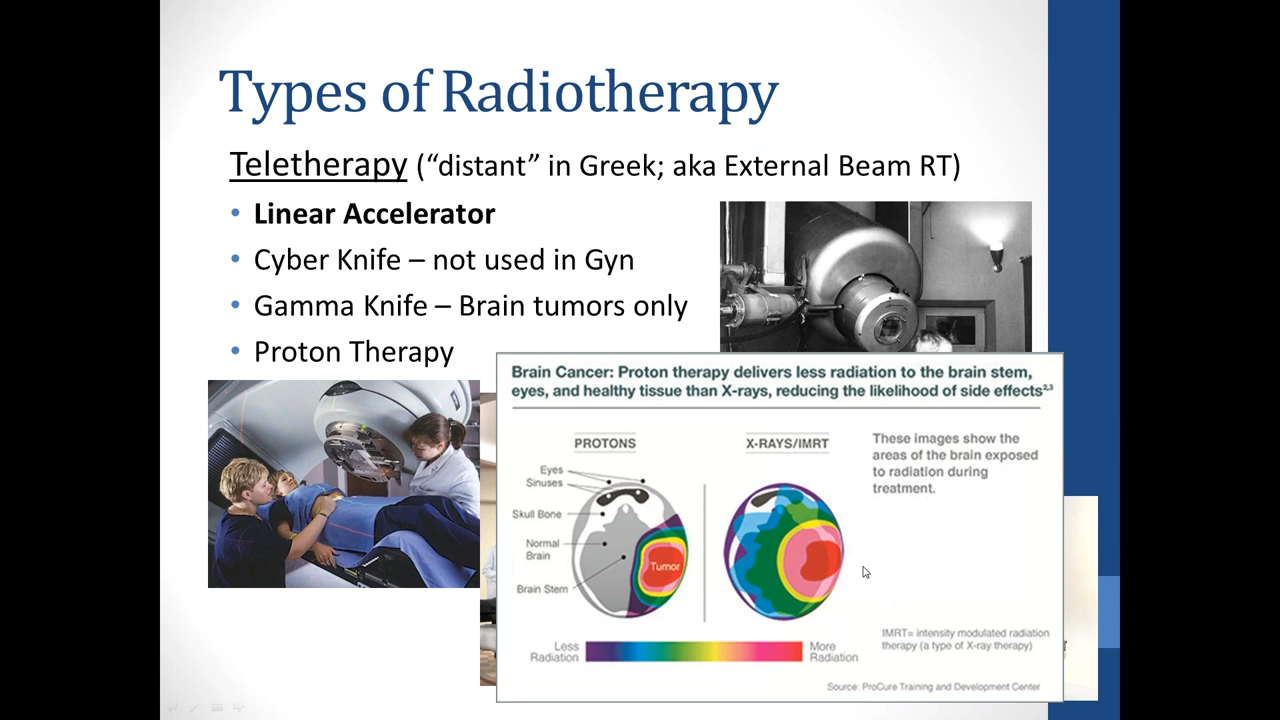 Types of Radiotherapy
Teletherapy (“distant” in Greek; aka External Beam RT)
• Linear Accelerator
• Cyber Knife – not used in Gyn
• Gamma Knife – Brain tumors only
• Proton Therapy
Brain Cancer: Proton therapy delivers less radiation to the brain stem,
eyes, and healthy tissue than X-rays, reducing the likelihood of side effects2,3
PROTONS
X-RAYS/IMRT
These images show the
areas of the brain exposed
to radiation during
treatment.
Eyes
Sinuses
Skull Bone
Normal
Brain
Brain Stem
Tumor
Less
Radiation
More
Radiation
IMRT= intensity modulated radiation
therapy (a type of X-ray therapy)
Source: ProCure Training and Development Center